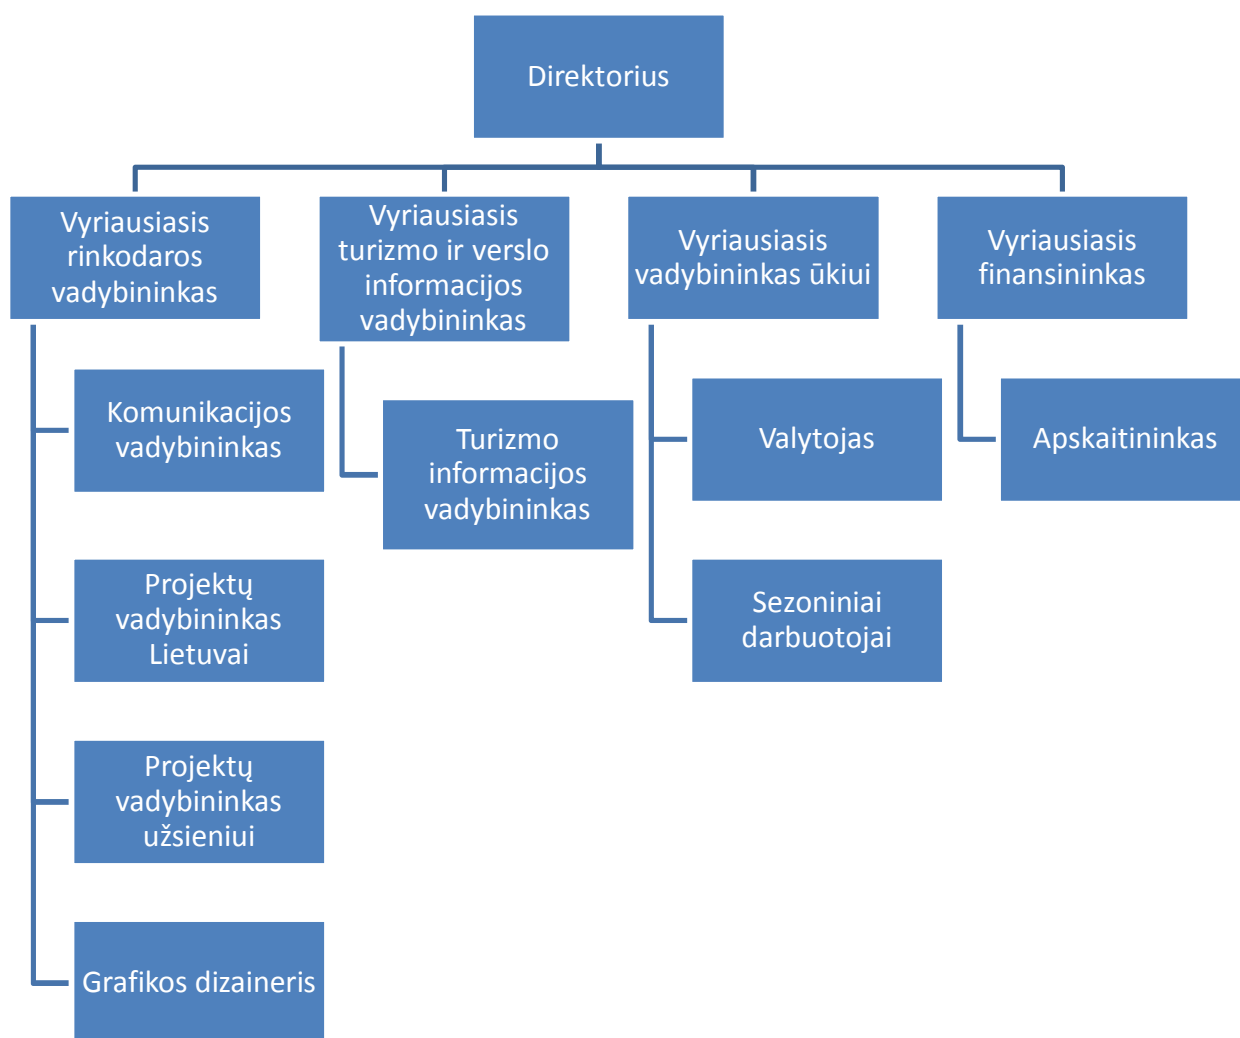 Direktorius
Vyriausiasis
rinkodaros
vadybininkas
Vyriausiasis
turizmo ir verslo
informacijos
vadybininkas
Vyriausiasis
vadybininkas ūkiui
Vyriausiasis
finansininkas
Komunikacijos
vadybininkas
Turizmo
informacijos
vadybininkas
Valytojas
Apskaitininkas
Projektų
vadybininkas
Lietuvai
Sezoniniai
darbuotojai
Projektų
vadybininkas
užsieniui
Grafikos dizaineris